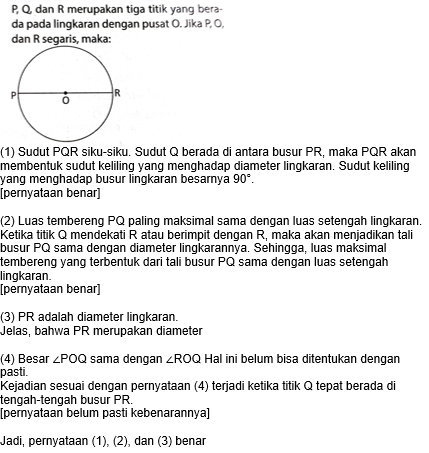 P, Q, dan R merupakan tiga titik yang bera-
da pada lingkaran dengan pusat O. Jika P, O,
dan R segaris, maka:
P
R
O
(1) Sudut PQR siku-siku. Sudut Q berada di antara busur PR, maka PQR akan
membentuk sudut keliling yang menghadap diameter lingkaran. Sudut keliling
yang menghadap busur lingkaran besarnya 90°.
[pernyataan benar]
(2) Luas tembereng PQ paling maksimal sama dengan luas setengah lingkaran.
Ketika titik Q mendekati R atau berimpit dengan R, maka akan menjadikan tali
busur PQ sama dengan diameter lingkarannya. Sehingga, luas maksimal
tembereng yang terbentuk dari tali busur PQ sama dengan luas setengah
lingkaran.
[pernyataan benar]
(3) PR adalah diameter lingkaran.
Jelas, bahwa PR merupakan diameter
(4) Besar ∠POQ sama dengan ∠ROQ Hal ini belum bisa ditentukan dengan
pasti.
Kejadian sesuai dengan pernyataan (4) terjadi ketika titik Q tepat berada di
tengah-tengah busur PR.
[pernyataan belum pasti kebenarannya]
Jadi, pernyataan (1), (2), dan (3) benar